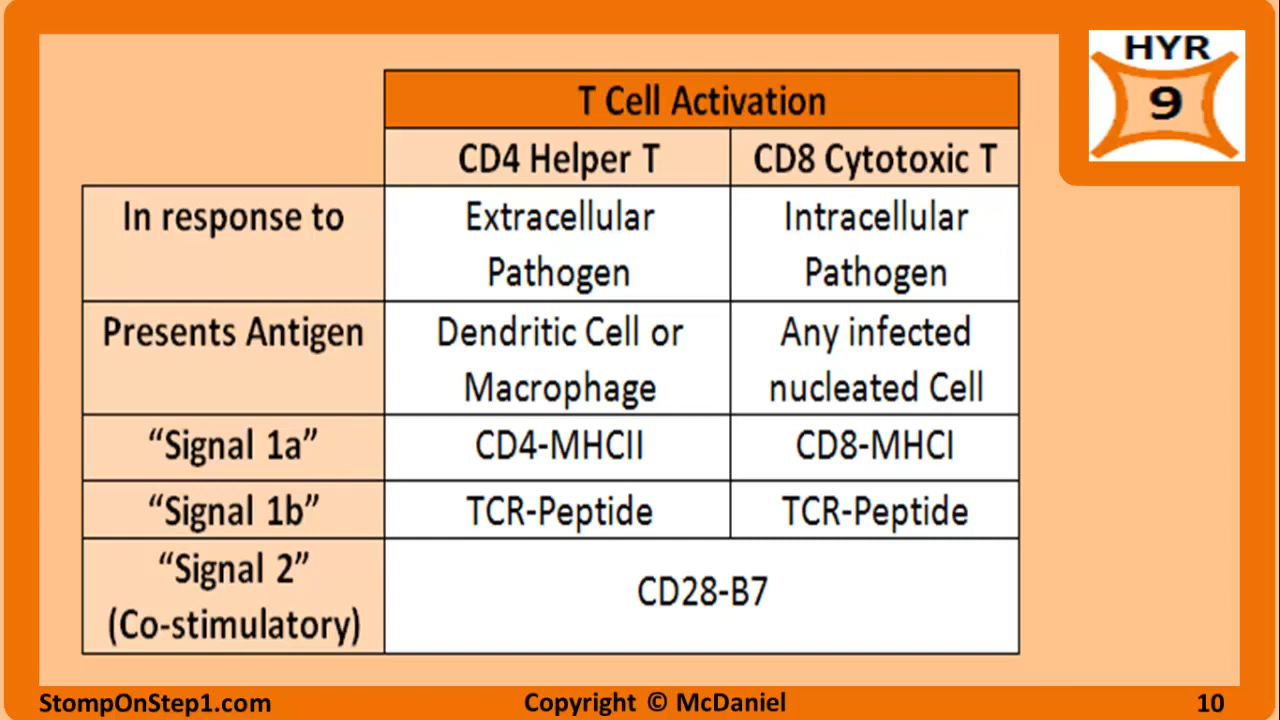 HYR
9
T Cell Activation
CD4 Helper T
CD8 Cytotoxic T
In response to
Extracellular
Pathogen
Intracellular
Pathogen
Presents Antigen
Dendritic Cell or
Macrophage
Any infected
nucleated Cell
“Signal 1a”
CD4-MHCII
CD8-MHCI
“Signal 1b”
TCR-Peptide
TCR-Peptide
“Signal 2”
(Co-stimulatory)
CD28-B7
StompOnStep1.com
Copyright © McDaniel
10